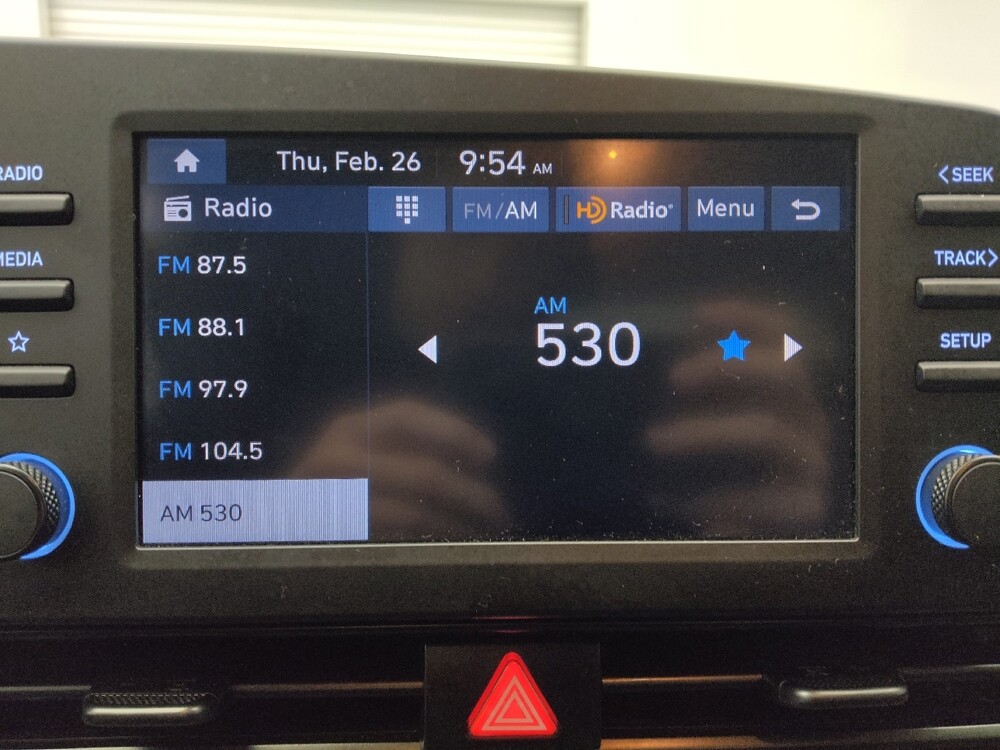 RADIO
MEDIA
Thu, Feb. 26 9:54 AM
Radio FM/AM HD Radio® Menu
FM 87.5
FM 88.1
FM 97.9
FM 104.5
AM 530
AM
530
<SEEK
TRACK>
SETUP